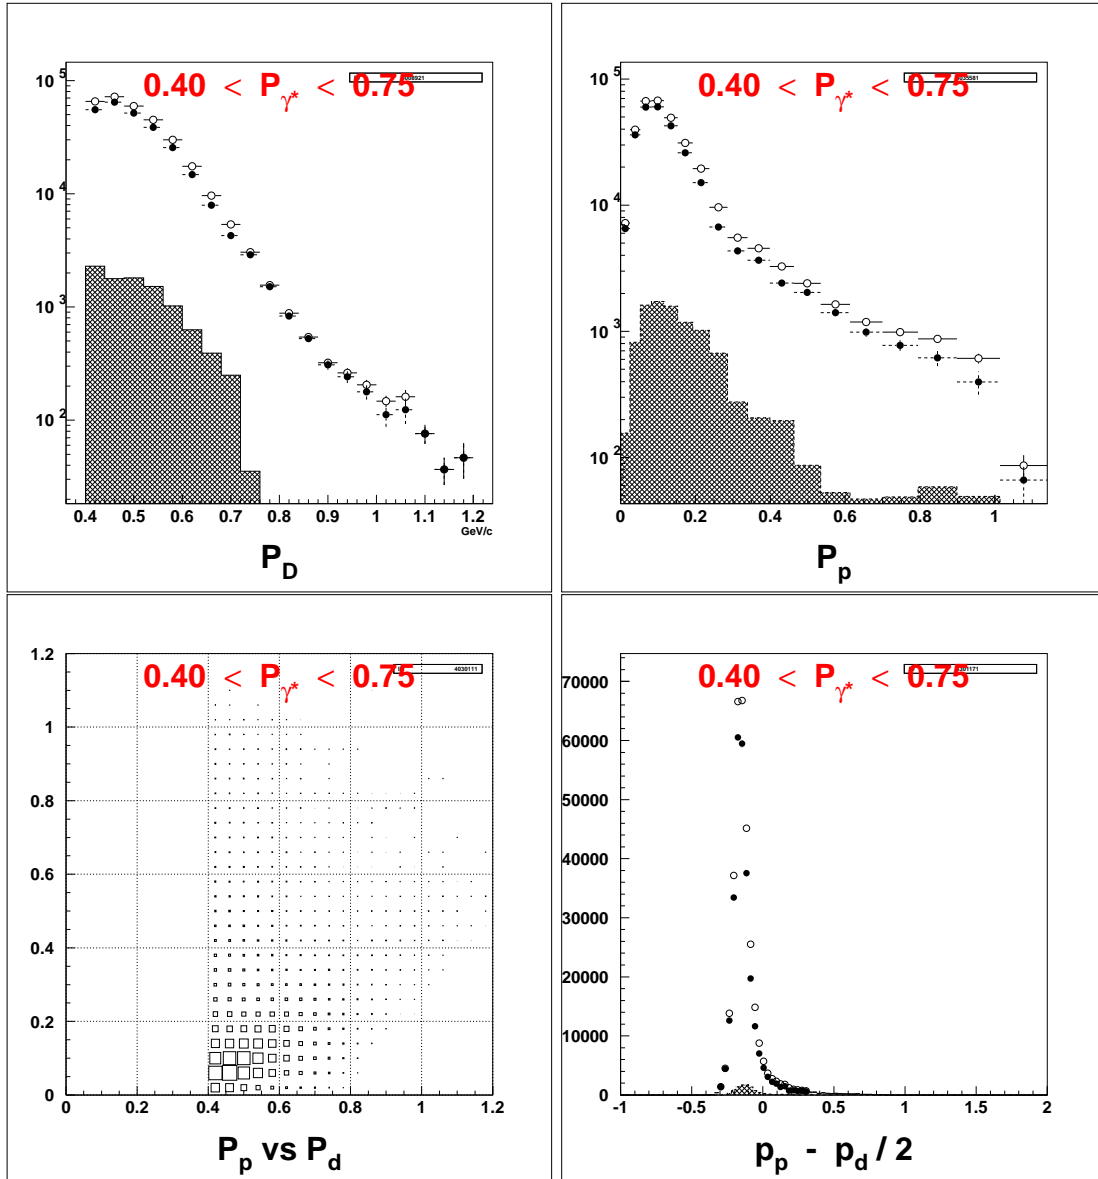 0.40 < P_γ* < 0.75
10^5
10^4
10^3
10^2
0.4 0.5 0.6 0.7 0.8 0.9 1 1.1 1.2
GeV/c
P_D
0.40 < P_γ* < 0.75
10^5
10^4
10^3
10^2
0 0.2 0.4 0.6 0.8 1
P_p
0.40 < P_γ* < 0.75
4030111
1.2
1
0.8
0.6
0.4
0.2
0
0 0.2 0.4 0.6 0.8 1 1.2
P_p vs P_d
0.40 < P_γ* < 0.75
70000
60000
50000
40000
30000
20000
10000
0
-1 -0.5 0 0.5 1 1.5 2
p_p - p_d / 2